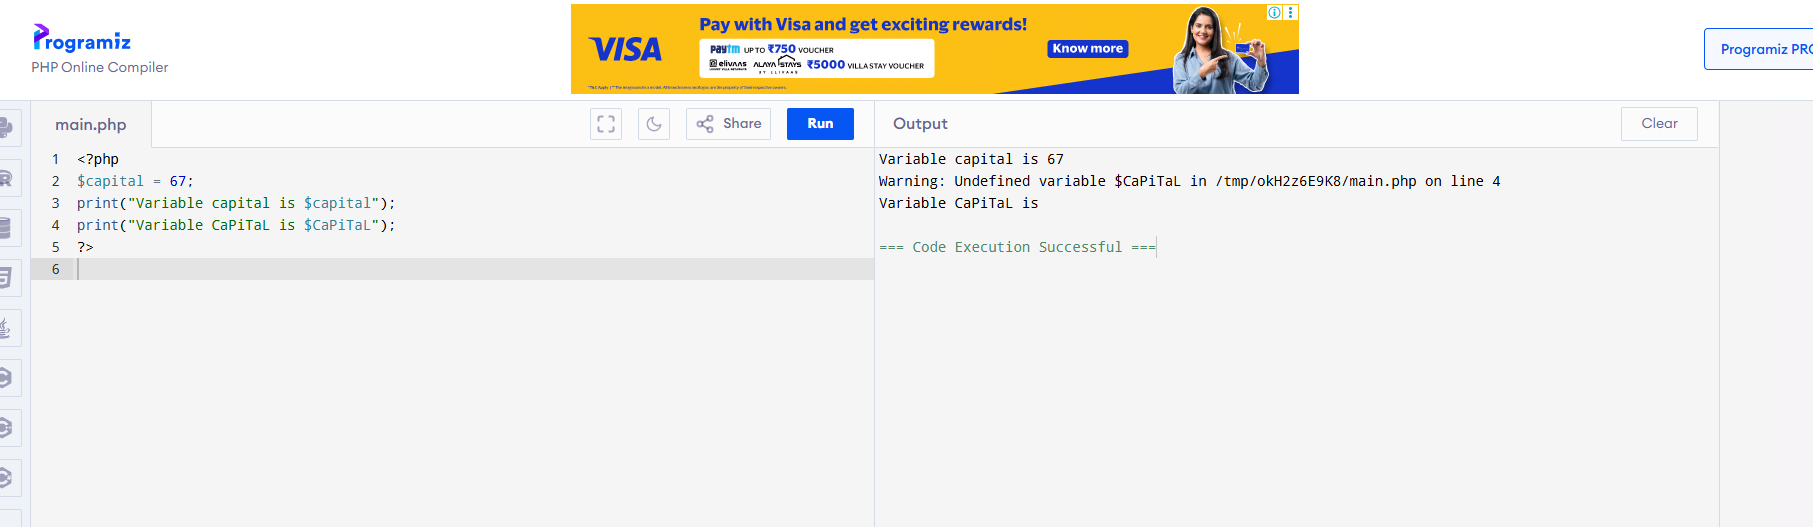 Programiz
PHP Online Compiler
VISA
Pay with Visa and get exciting rewards!
paytm UP TO ₹750 VOUCHER
elivaas ALAYA STAYS BY ELIVAAS ₹5000 VILLA STAY VOUCHER
Know more
Programiz PRO
main.php
Share
Run
Output
Clear
1 <?php
2 $capital = 67;
3 print("Variable capital is $capital");
4 print("Variable CaPiTaL is $CaPiTaL");
5 ?>
6
Variable capital is 67
Warning: Undefined variable $CaPiTaL in /tmp/okH2z6E9K8/main.php on line 4
Variable CaPiTaL is
=== Code Execution Successful ===